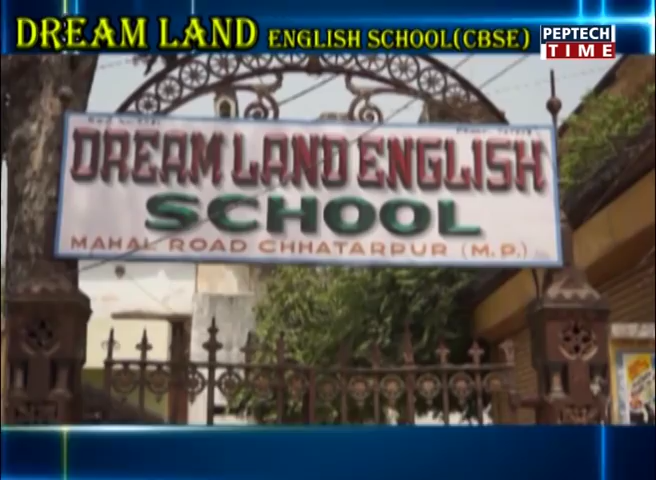 DREAM LAND ENGLISH SCHOOL(CBSE)
PEPTECH
TIME
DREAM LAND ENGLISH
SCHOOL
MAHAL ROAD CHHATARPUR (M.P.)